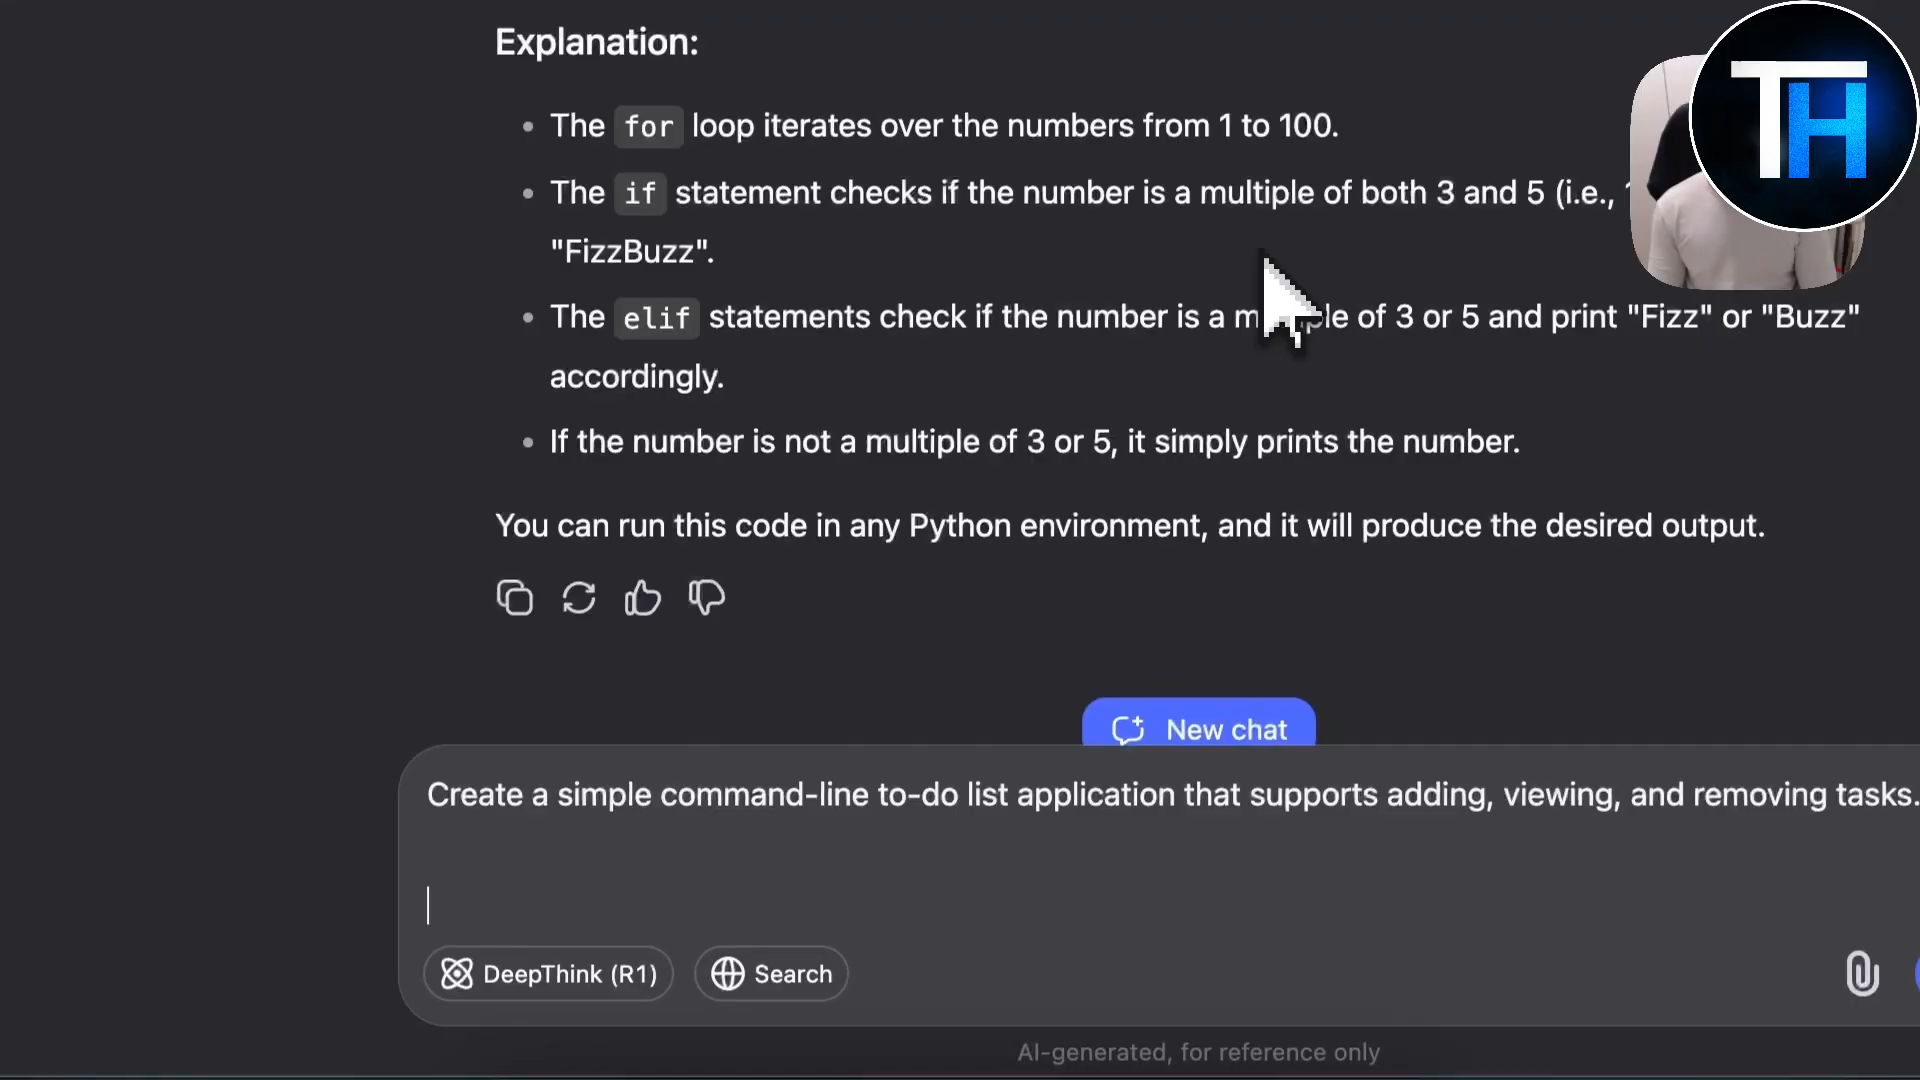 Explanation:
TH
The for loop iterates over the numbers from 1 to 100.
The if statement checks if the number is a multiple of both 3 and 5 (i.e.,
"FizzBuzz".
The elif statements check if the number is a of 3 or 5 and print "Fizz" or "Buzz"
accordingly.
If the number is not a multiple of 3 or 5, it simply prints the number.
You can run this code in any Python environment, and it will produce the desired output.
New chat
Create a simple command-line to-do list application that supports adding, viewing, and removing tasks.
DeepThink (R1) Search
AI-generated, for reference only